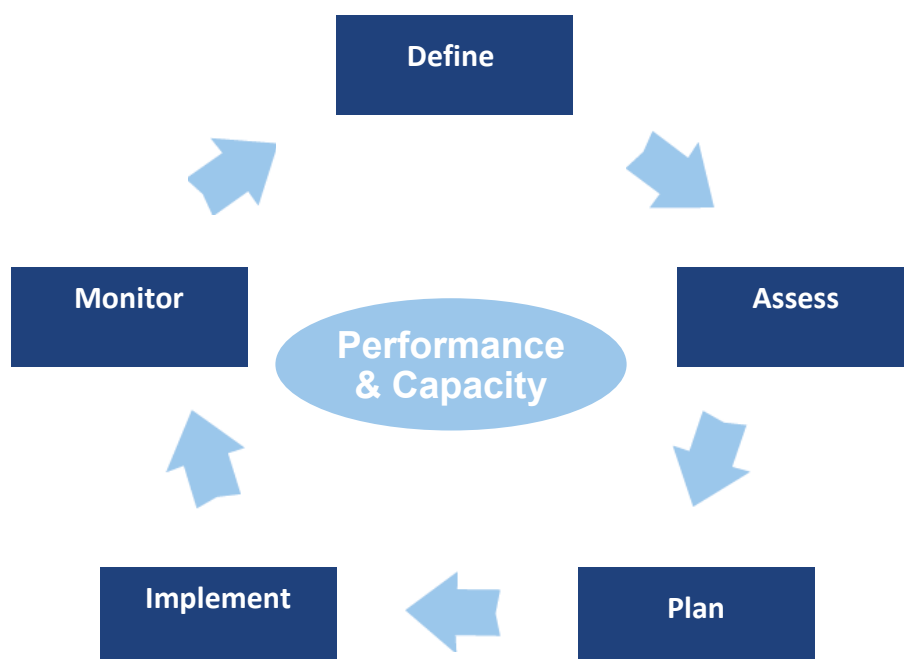 Define
Assess
Plan
Implement
Monitor
Performance
& Capacity